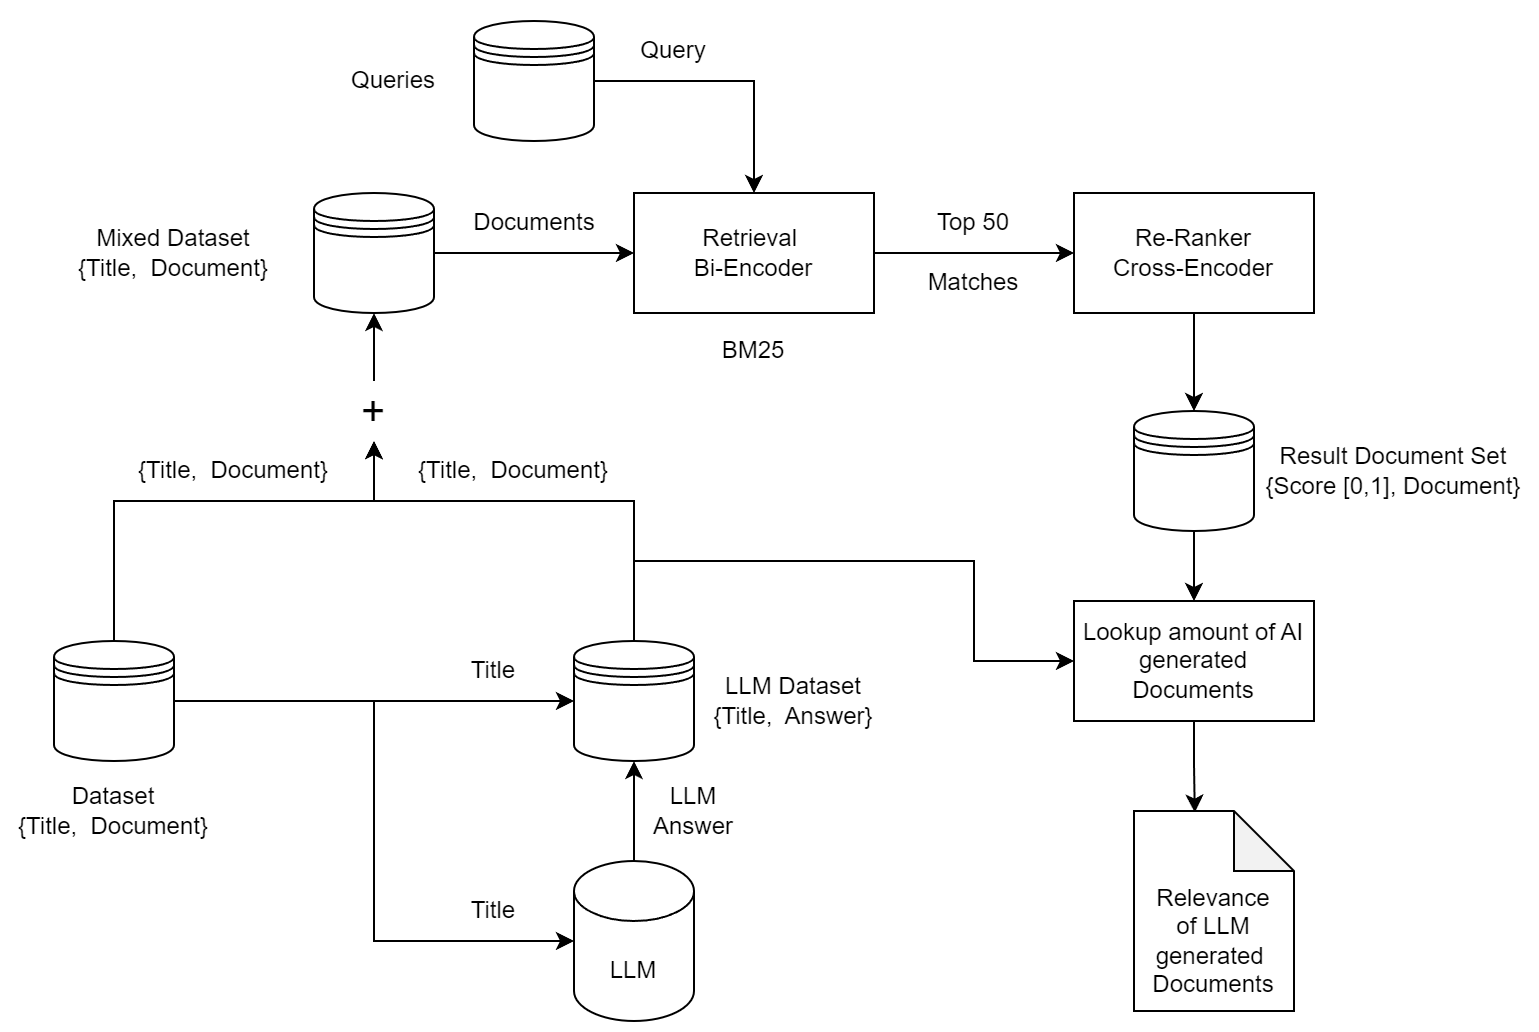 Query
Queries
Mixed Dataset
{Title,  Document}
Documents
Retrieval
Bi-Encoder
Top 50
Matches
Re-Ranker
Cross-Encoder
BM25
+
{Title,  Document}
{Title,  Document}
Result Document Set
{Score [0,1], Document}
Lookup amount of AI
generated
Documents
Title
LLM Dataset
{Title,  Answer}
Dataset
{Title,  Document}
LLM
Answer
Title
LLM
Relevance
of LLM
generated
Documents